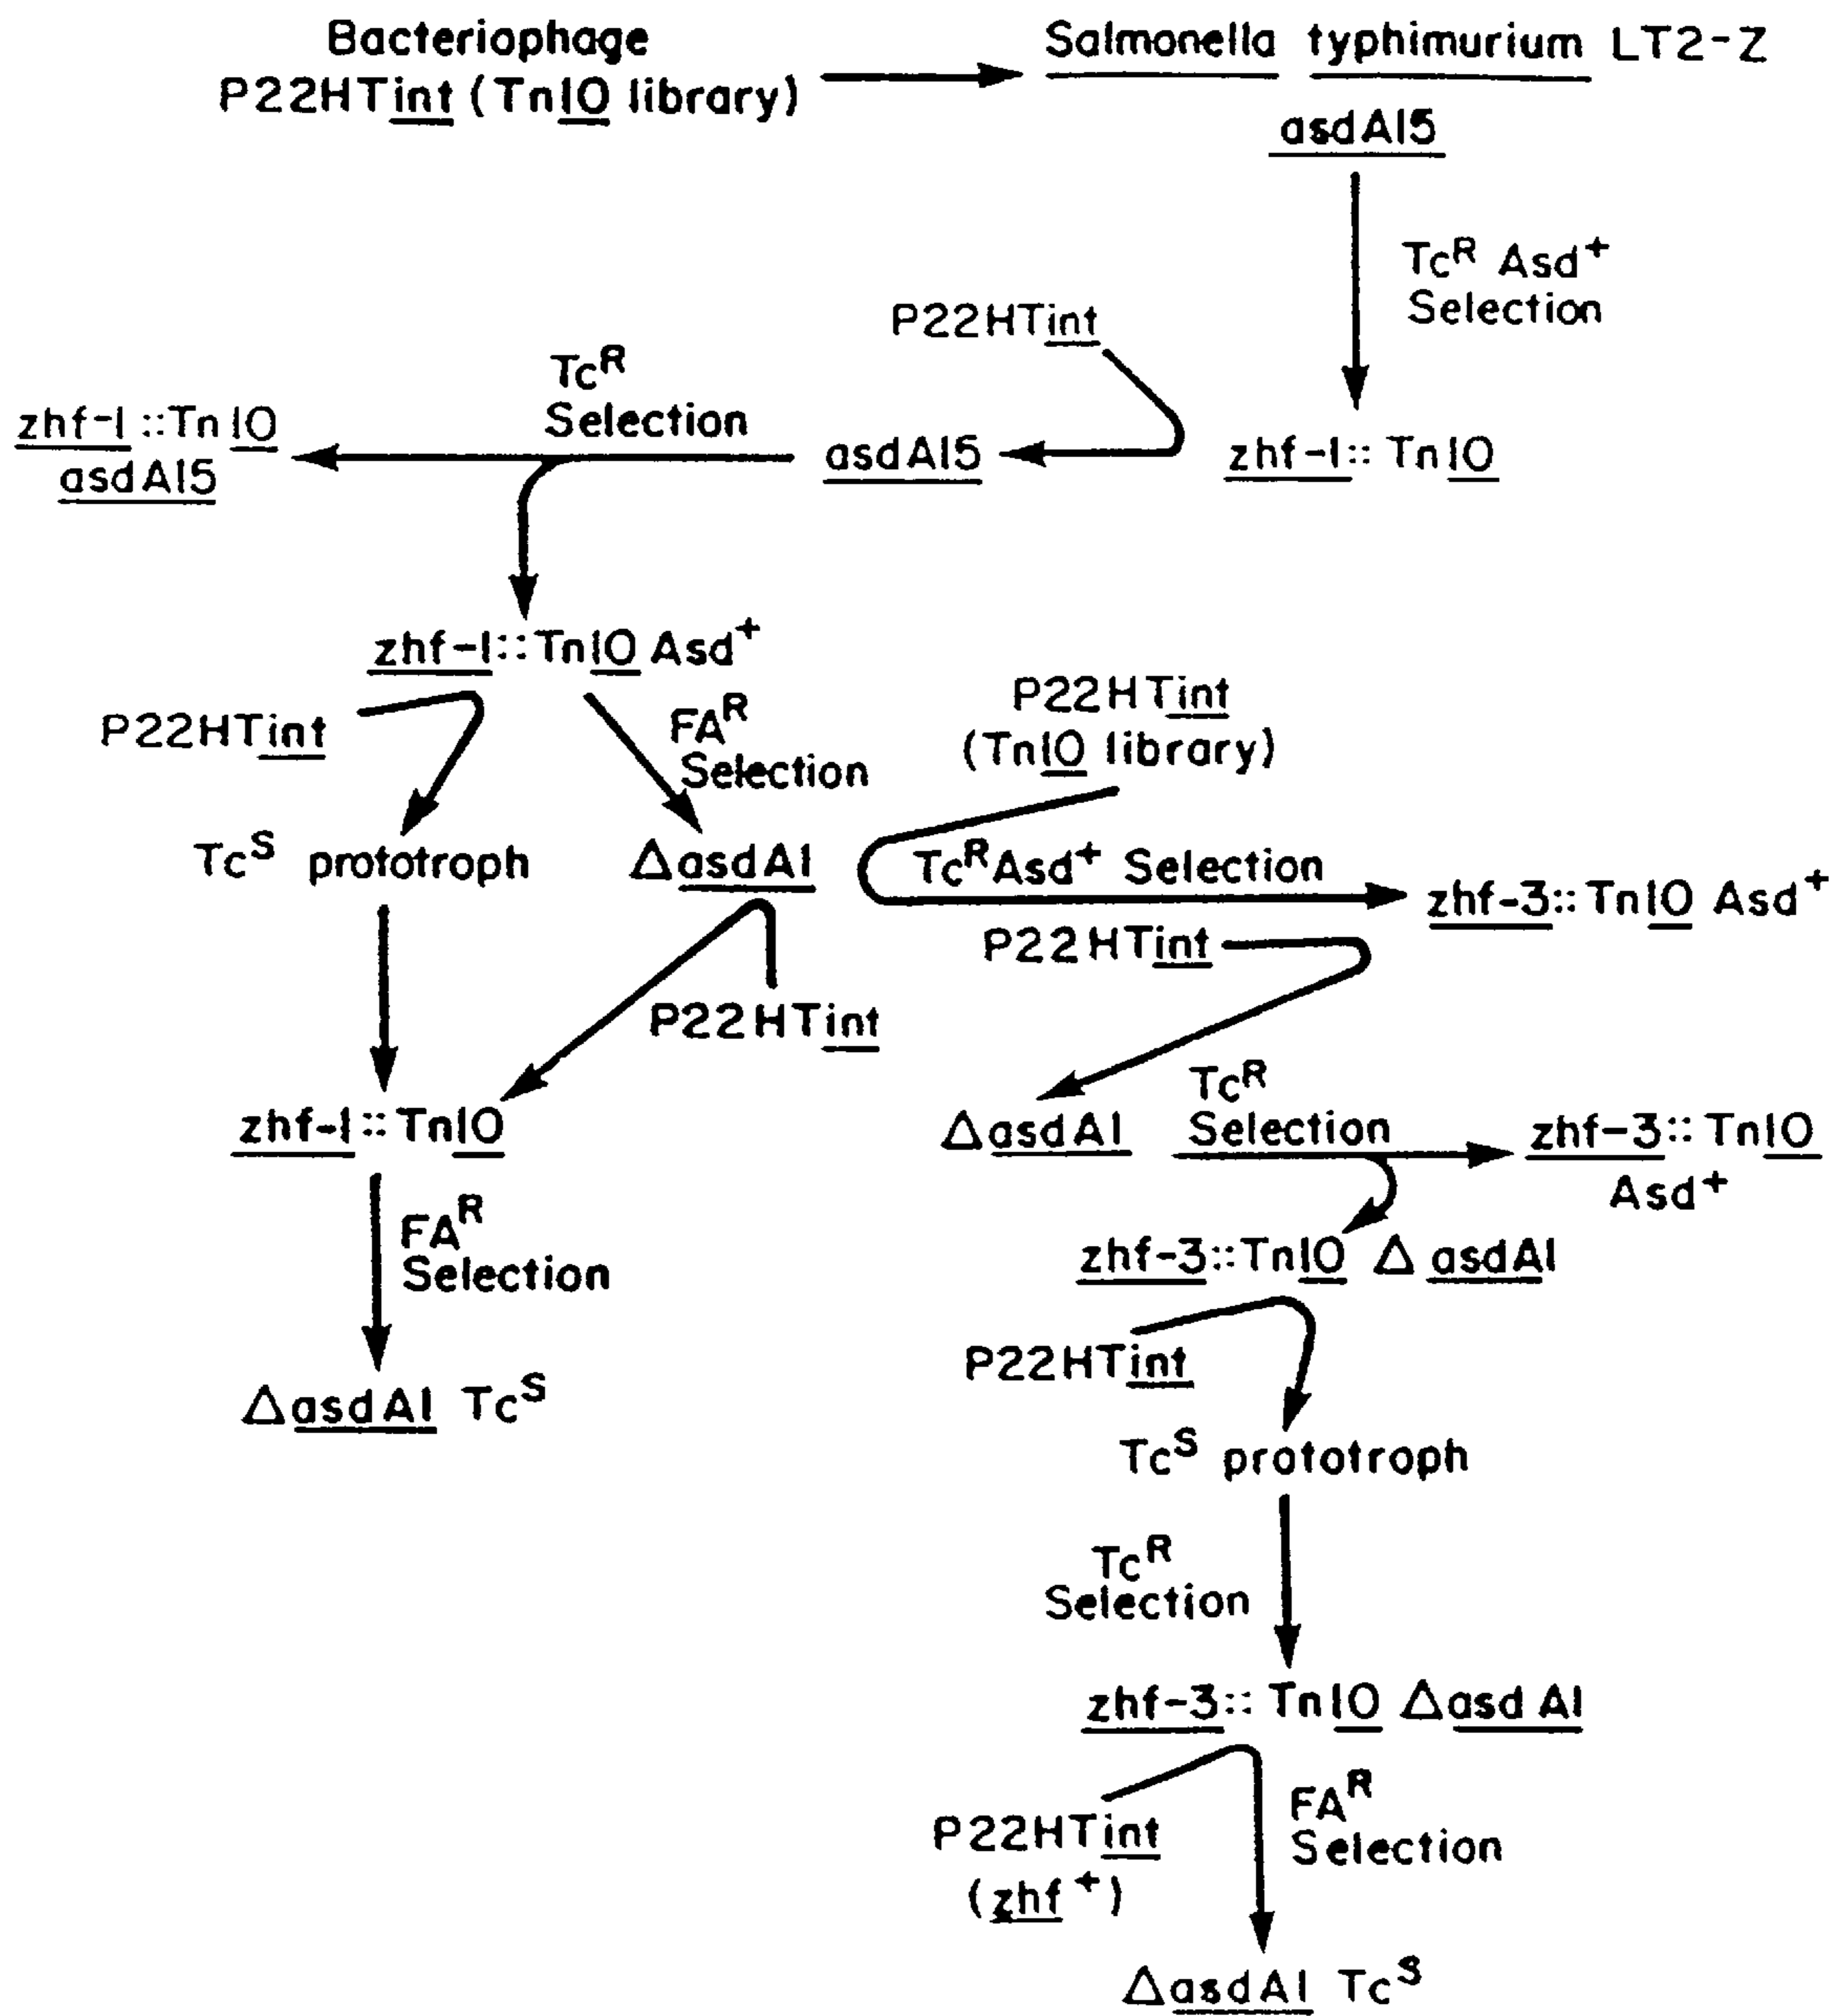 Bacteriophage
P22HTint (Tn10 library)
Salmonella typhimurium LT2-Z
asdA15
TcR Asd+
Selection
P22HTint
TcR
Selection
zhf-1::Tn10
asdA15
asdA15
zhf-1::Tn10
zhf-1::Tn10 Asd+
P22HTint
FAR
Selection
P22HTint
(Tn10 library)
TcS prototroph
ΔasdA1
TcR Asd+ Selection
zhf-3::Tn10 Asd+
P22HTint
P22HTint
zhf-1::Tn10
ΔasdA1
TcR
Selection
zhf-3::Tn10
Asd+
FAR
Selection
zhf-3::Tn10 ΔasdA1
P22HTint
ΔasdA1 TcS
TcS prototroph
TcR
Selection
zhf-3::Tn10 ΔasdA1
P22HTint
(zhf+)
FAR
Selection
ΔasdA1 TcS